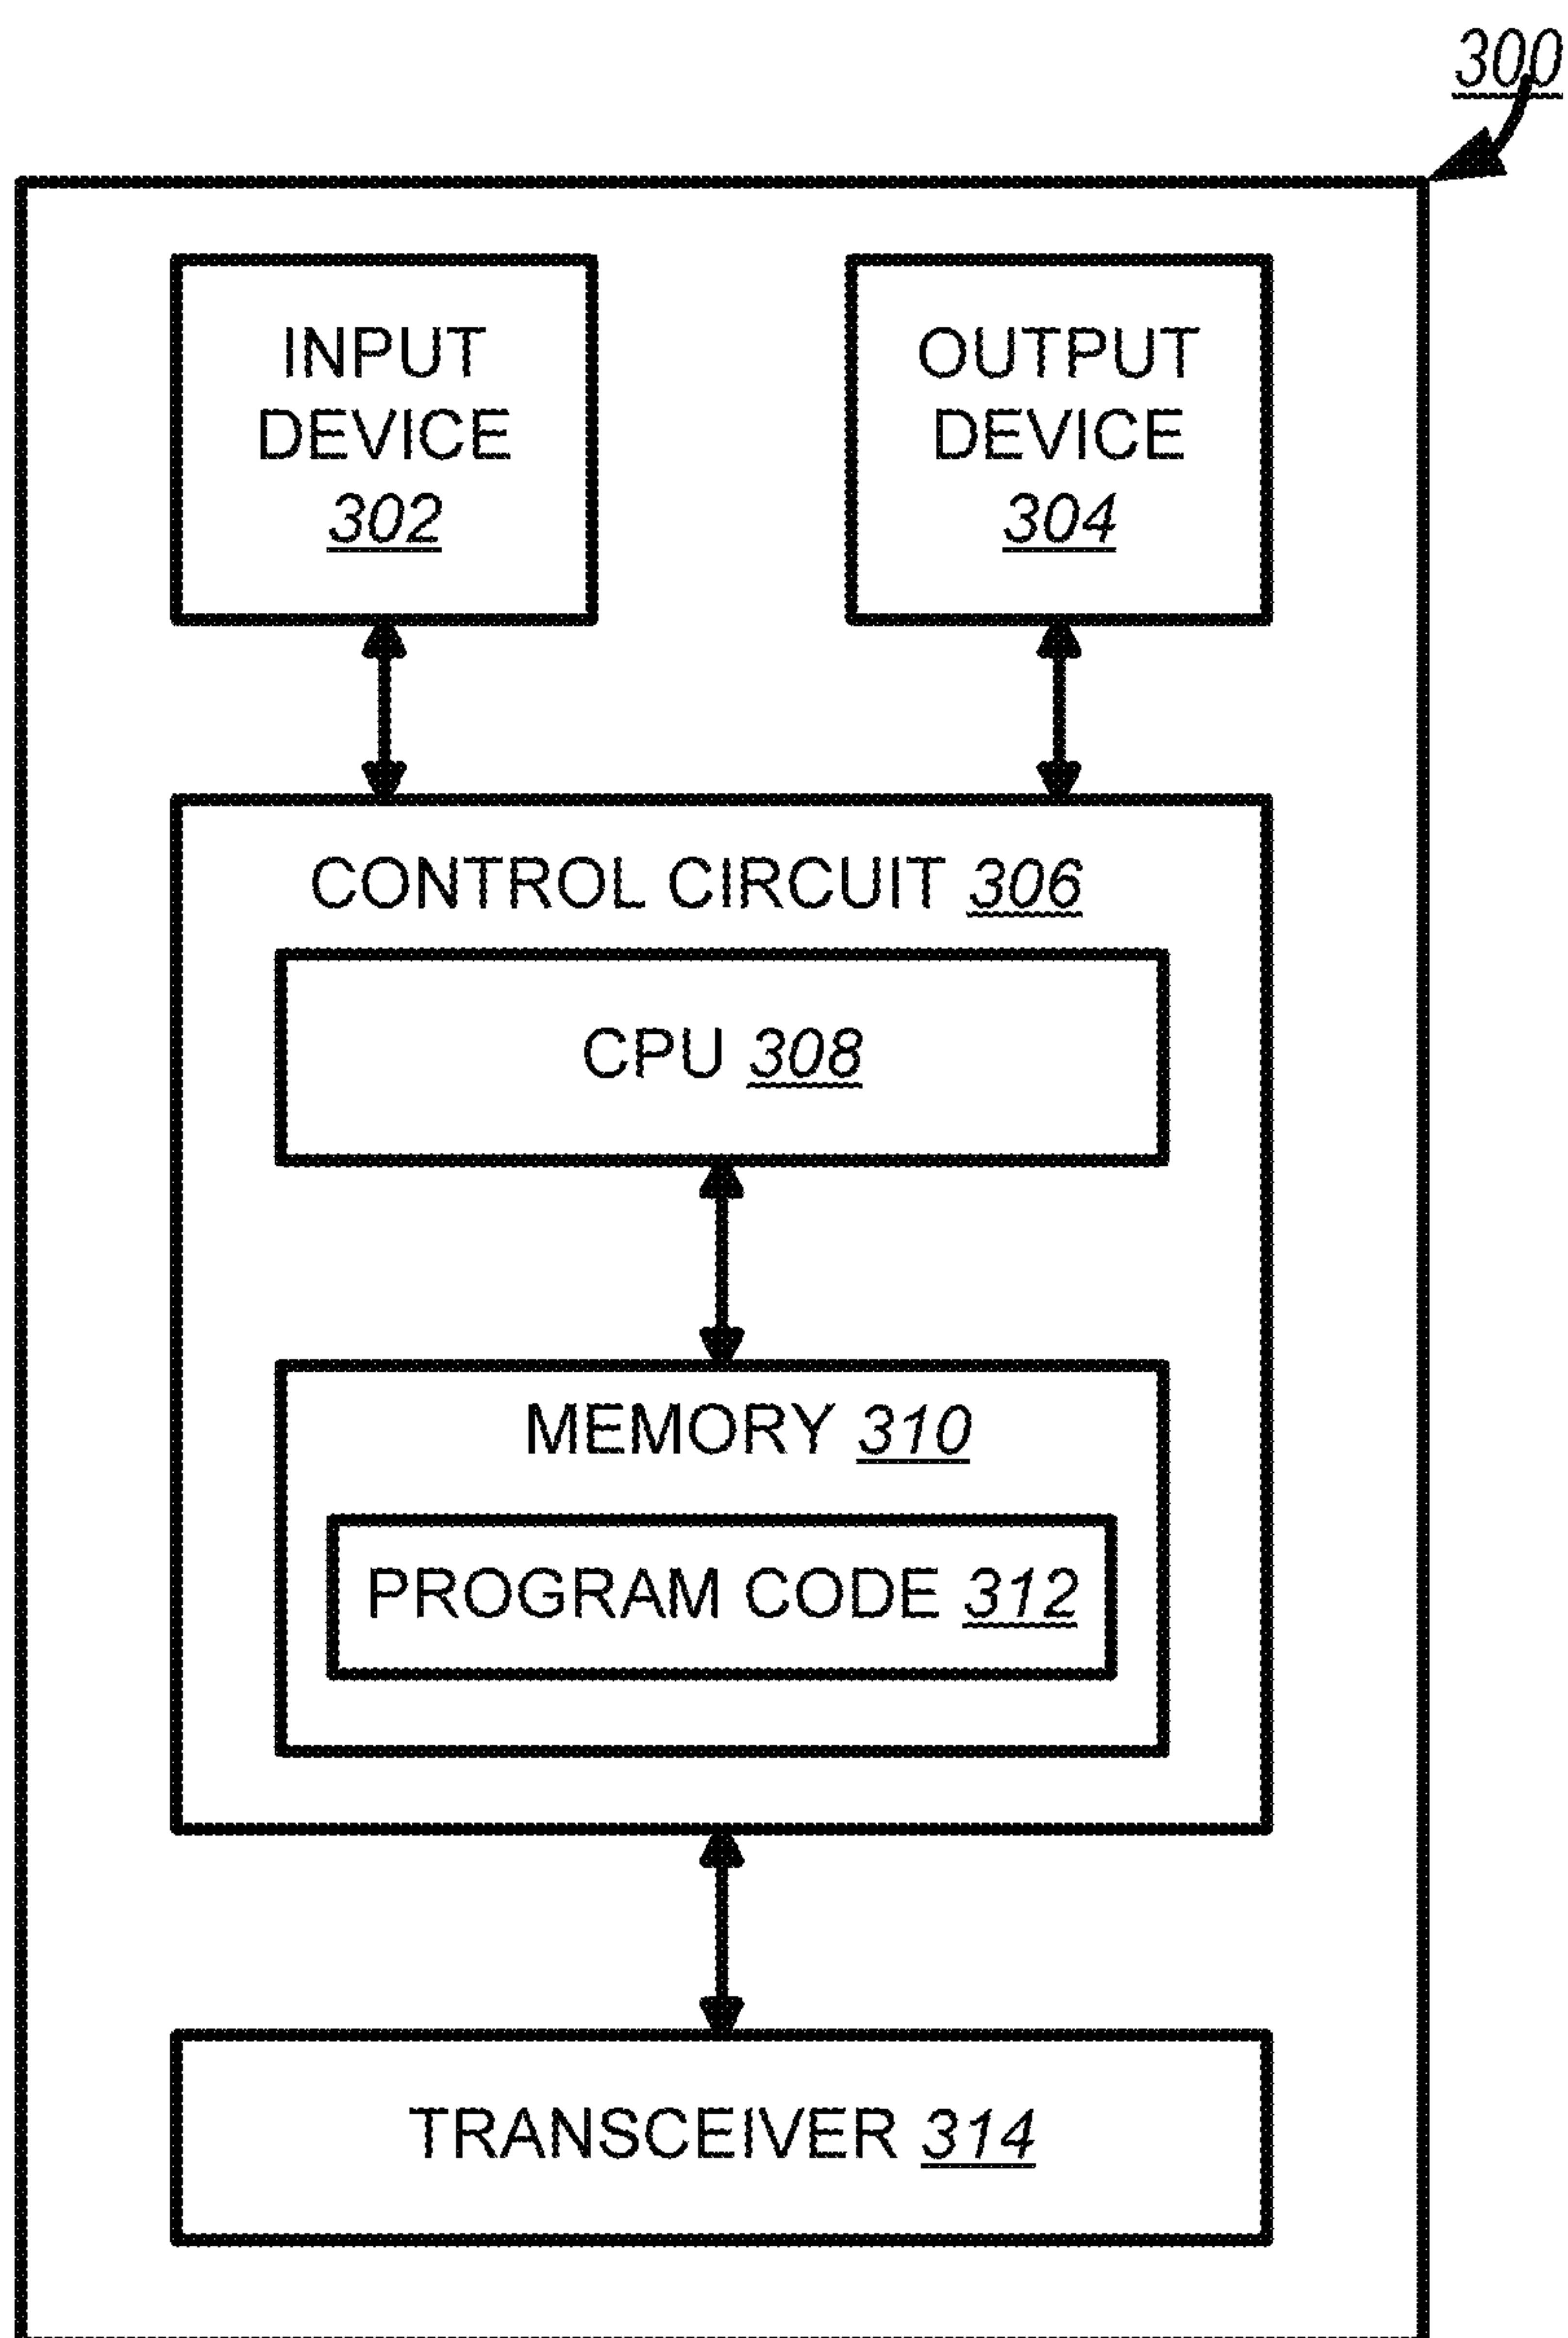 300
INPUT
DEVICE
302
OUTPUT
DEVICE
304
CONTROL CIRCUIT 306
CPU 308
MEMORY 310
PROGRAM CODE 312
TRANSCEIVER 314